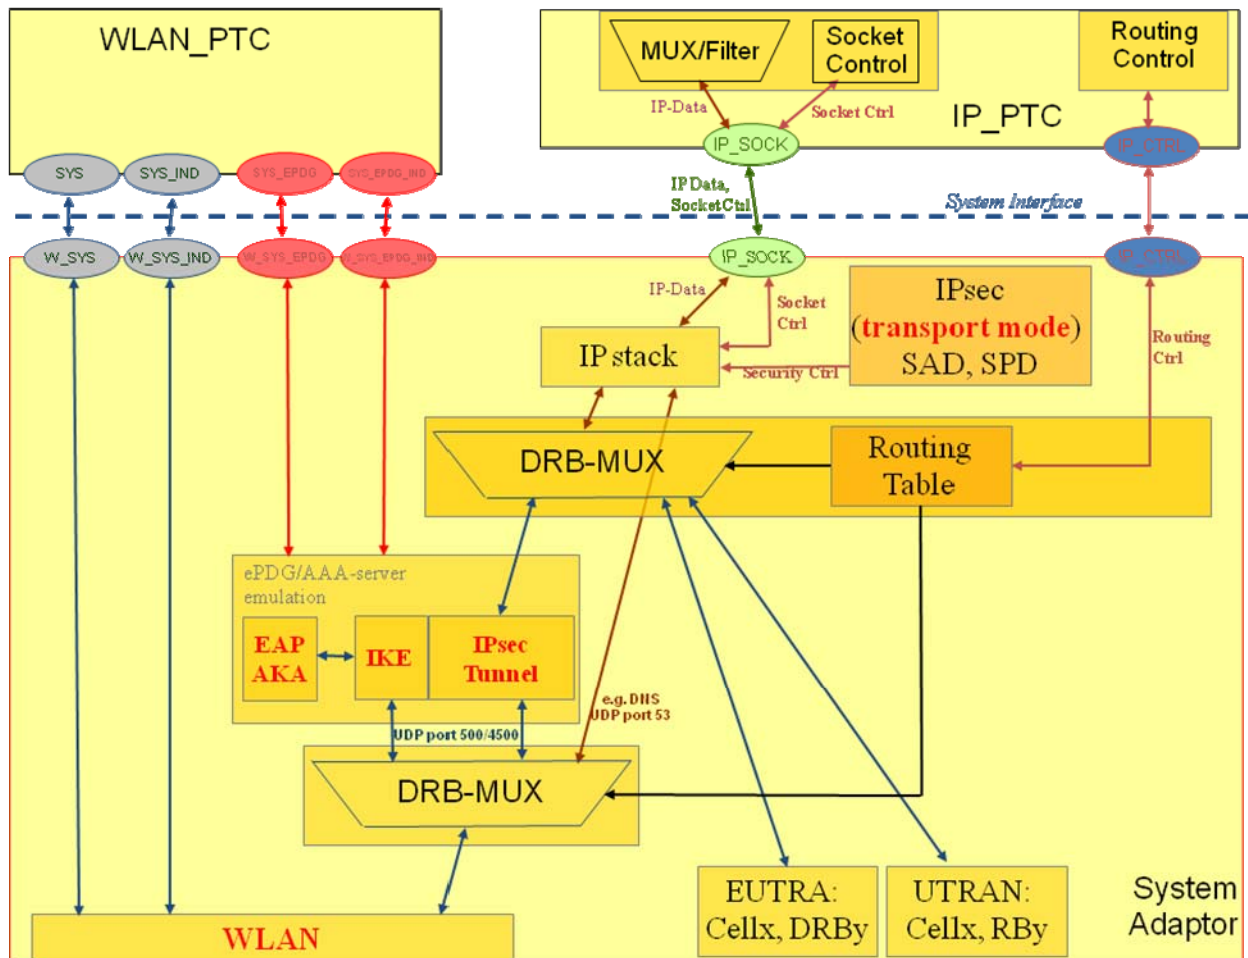 WLAN_PTC
MUX/Filter
Socket
Control
Routing
Control
IP-Data
Socket Ctrl
IP_PTC
IP_SOCK
IP_CTRL
SYS
SYS_IND
SYS_EPDG
SYS_EPDG_IND
IP Data,
SocketCtrl
System Interface
W_SYS
W_SYS_IND
W_SYS_EPDG
W_SYS_EPDG_IND
IP_SOCK
IP_CTRL
IP-Data
Socket
Ctrl
IPsec
(transport mode)
SAD, SPD
Routing
Ctrl
IP stack
Security Ctrl
DRB-MUX
Routing
Table
ePDG/AAA-server
emulation
EAP
AKA
IKE
IPsec
Tunnel
e.g. DNS
UDP port 53
UDP port 500/4500
DRB-MUX
EUTRA:
Cellx, DRBy
UTRAN:
Cellx, RBy
System
Adaptor
WLAN